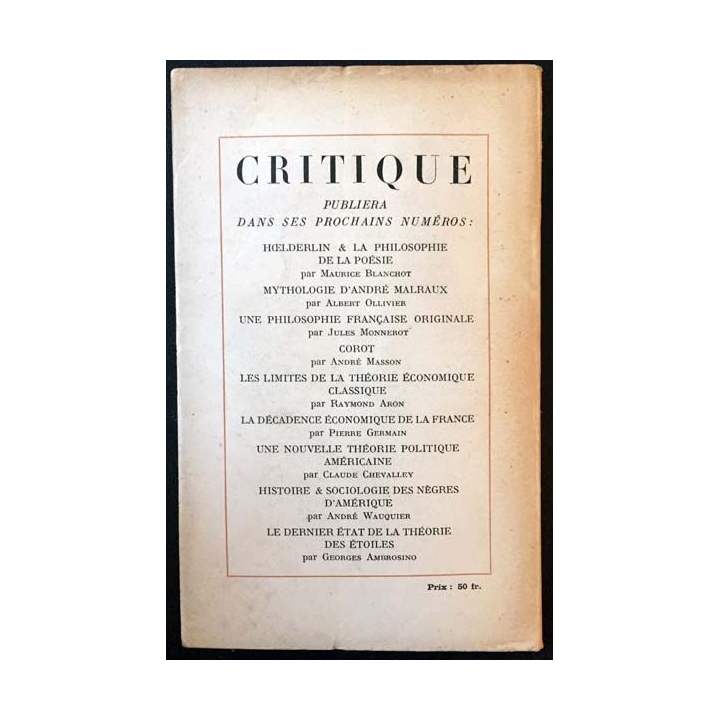 CRITIQUE
PUBLIERA
DANS SES PROCHAINS NUMÉROS :
HŒLDERLIN & LA PHILOSOPHIE
DE LA POÉSIE
par MAURICE BLANCHOT
MYTHOLOGIE D'ANDRÉ MALRAUX
par ALBERT OLLIVIER
UNE PHILOSOPHIE FRANÇAISE ORIGINALE
par JULES MONNEROT
COROT
par ANDRÉ MASSON
LES LIMITES DE LA THÉORIE ÉCONOMIQUE
CLASSIQUE
par RAYMOND ARON
LA DÉCADENCE ÉCONOMIQUE DE LA FRANCE
par PIERRE GERMAIN
UNE NOUVELLE THÉORIE POLITIQUE
AMÉRICAINE
par CLAUDE CHEVALLEY
HISTOIRE & SOCIOLOGIE DES NÈGRES
D'AMÉRIQUE
par ANDRÉ WAUQUIER
LE DERNIER ÉTAT DE LA THÉORIE
DES ÉTOILES
par GEORGES AMBROSINO
Prix : 50 fr.